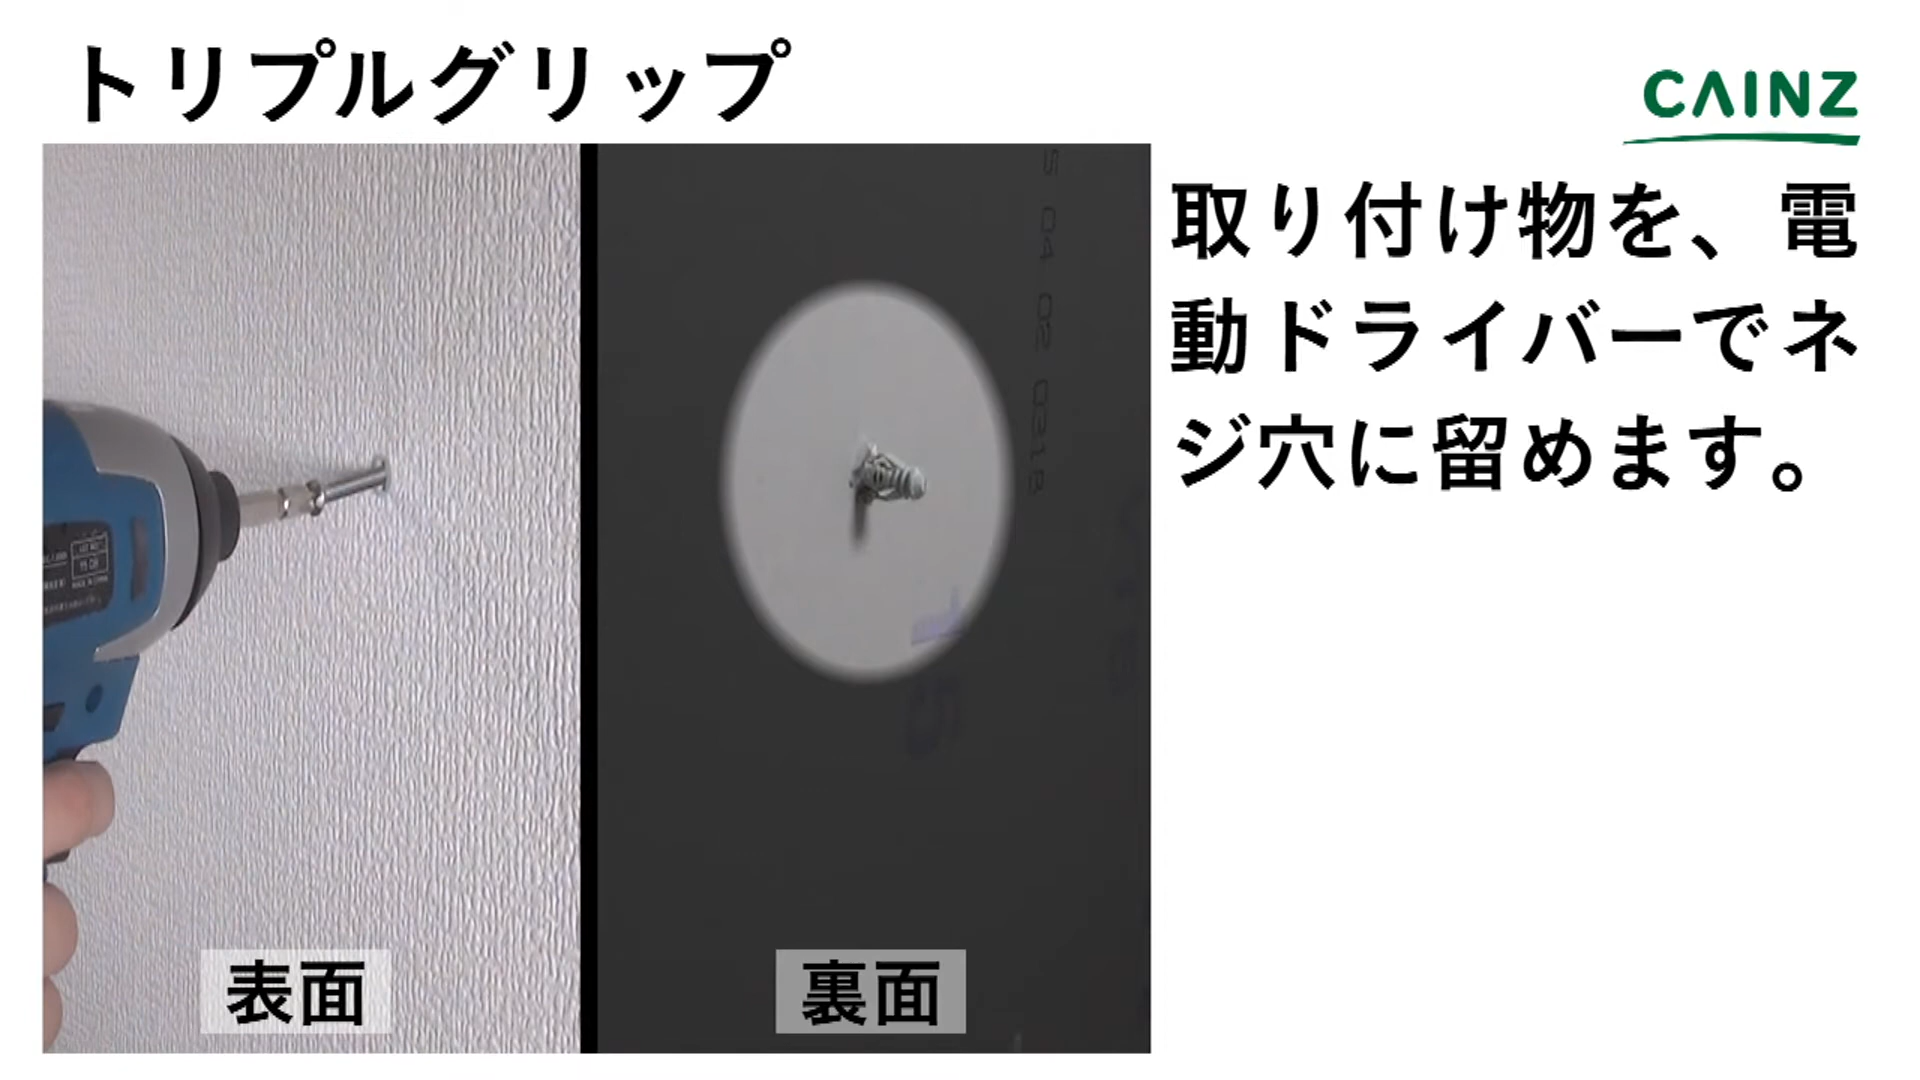 トリプルグリップ
CAINZ
取り付け物を、電
動ドライバーでネ
ジ穴に留めます。
表面
裏面